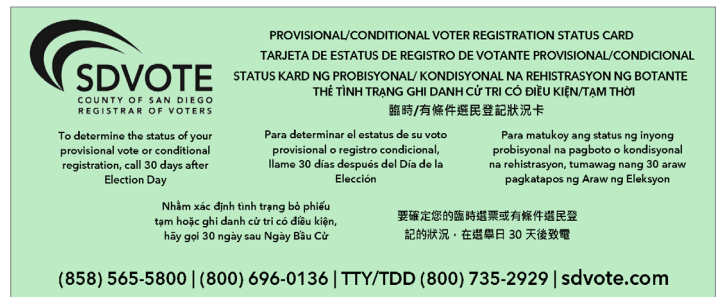 SDVOTE
COUNTY OF SAN DIEGO
REGISTRAR OF VOTERS
PROVISIONAL/CONDITIONAL VOTER REGISTRATION STATUS CARD
TARJETA DE ESTATUS DE REGISTRO DE VOTANTE PROVISIONAL/CONDICIONAL
STATUS KARD NG PROBISYONAL/ KONDISYONAL NA REHISTRASYON NG BOTANTE
THẺ TÌNH TRẠNG GHI DANH CỬ TRI CÓ ĐIỀU KIỆN/TẠM THỜI
臨時/有條件選民登記狀況卡
To determine the status of your
provisional vote or conditional
registration, call 30 days after
Election Day
Para determinar el estatus de su voto
provisional o registro condicional,
llame 30 días después del Día de la
Elección
Para matukoy ang status ng inyong
probisyonal na pagboto o kondisyonal
na rehistrasyon, tumawag nang 30 araw
pagkatapos ng Araw ng Eleksyon
Nhằm xác định tình trạng bỏ phiếu
tạm hoặc ghi danh cử tri có điều kiện,
hãy gọi 30 ngày sau Ngày Bầu Cử
要確定您的臨時選票或有條件選民登
記的狀況，在選舉日 30 天後致電
(858) 565-5800 | (800) 696-0136 | TTY/TDD (800) 735-2929 | sdvote.com